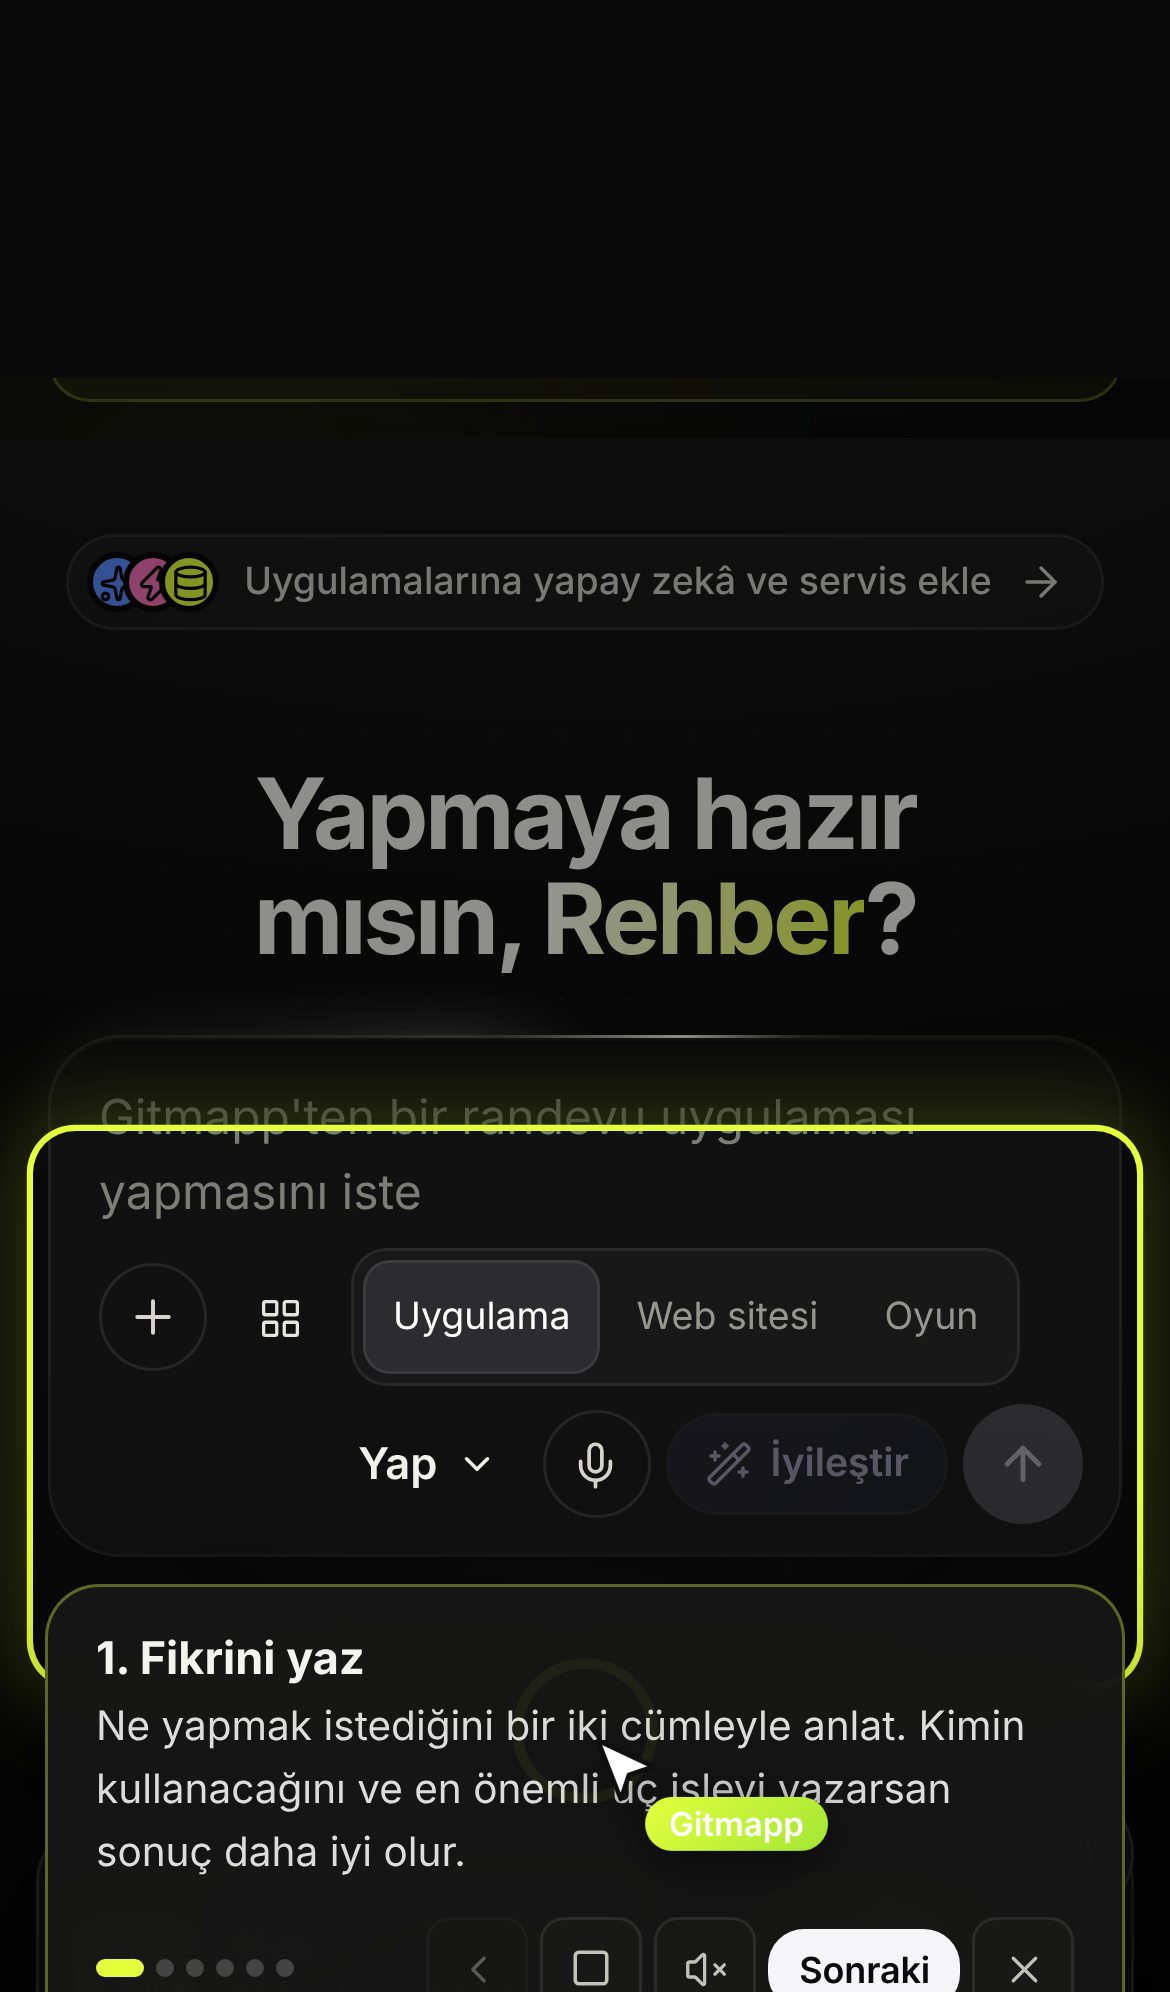 Uygulamalarına yapay zekâ ve servis ekle
Yapmaya hazır
mısın, Rehber?
Gitmapp'ten bir randevu uygulaması
yapmasını iste
Uygulama Web sitesi Oyun
Yap İyileştir
1. Fikrini yaz
Ne yapmak istediğini bir iki cümleyle anlat. Kimin
kullanacağını ve en önemli üç işlevi yazarsan
Gitmapp
sonuç daha iyi olur.
Sonraki